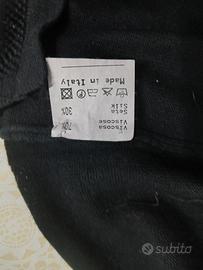 70% Viscosa
Viscose
30% Seta
Silk
Made in Italy
subito